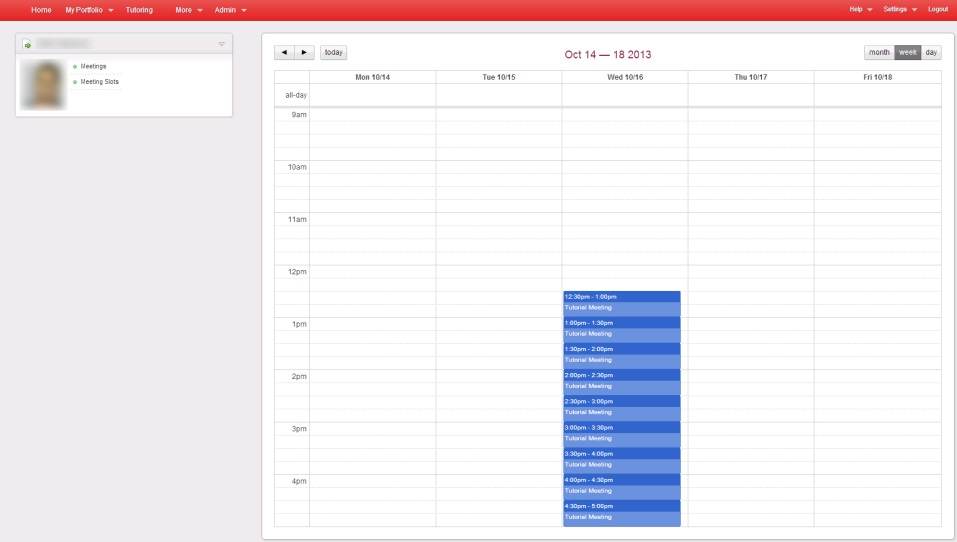 Home My Portfolio Tutoring More Admin Help Settings Logout
Meetings
Meeting Slots
today Oct 14 — 18 2013 month week day
Mon 10/14 Tue 10/15 Wed 10/16 Thu 10/17 Fri 10/18
all-day
9am
10am
11am
12pm
12:30pm - 1:00pm
Tutorial Meeting
1pm 1:00pm - 1:30pm
Tutorial Meeting
1:30pm - 2:00pm
Tutorial Meeting
2pm 2:00pm - 2:30pm
Tutorial Meeting
2:30pm - 3:00pm
Tutorial Meeting
3pm 3:00pm - 3:30pm
Tutorial Meeting
3:30pm - 4:00pm
Tutorial Meeting
4pm 4:00pm - 4:30pm
Tutorial Meeting
4:30pm - 5:00pm
Tutorial Meeting